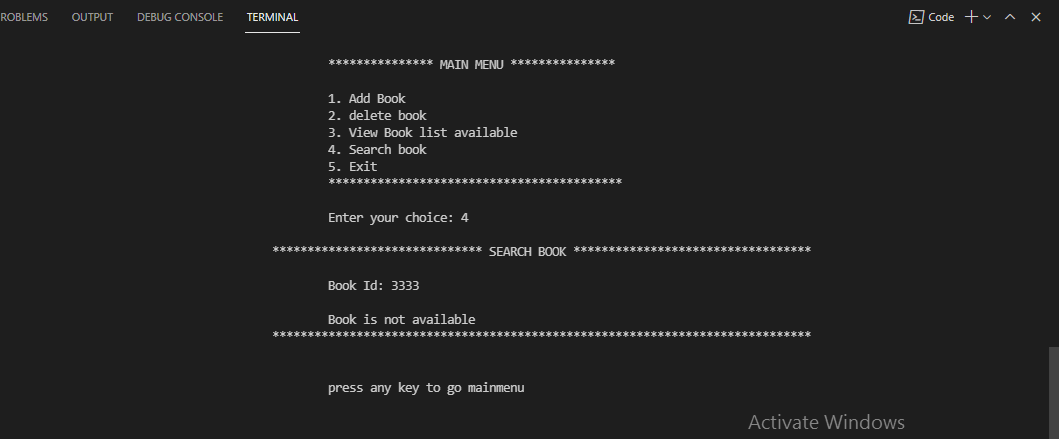 ROBLEMS OUTPUT DEBUG CONSOLE TERMINAL Code
*************** MAIN MENU ***************
1. Add Book
2. delete book
3. View Book list available
4. Search book
5. Exit
******************************************
Enter your choice: 4
****************************** SEARCH BOOK **********************************
Book Id: 3333
Book is not available
*****************************************************************************
press any key to go mainmenu
Activate Windows